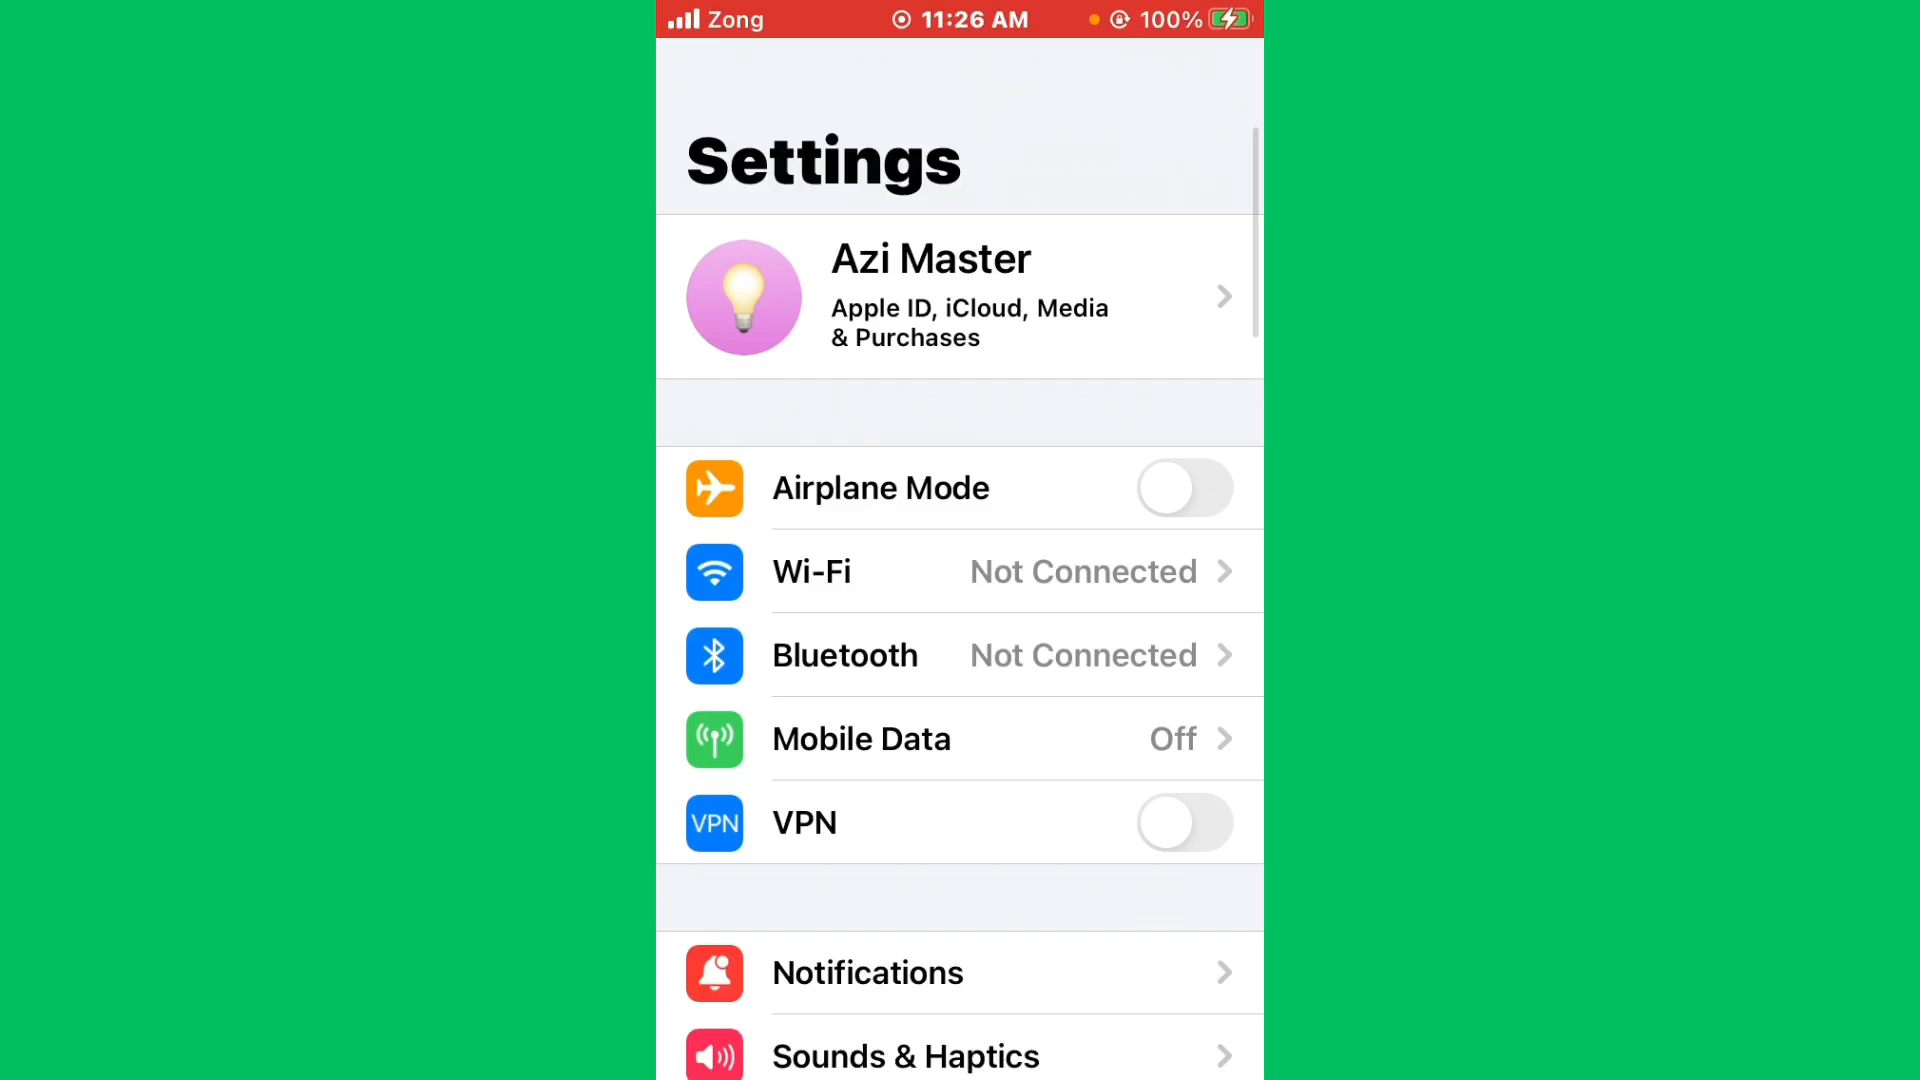 Zong 11:26 AM 100%
Settings
Azi Master
Apple ID, iCloud, Media
& Purchases
Airplane Mode
Wi-Fi Not Connected
Bluetooth Not Connected
Mobile Data Off
VPN VPN
Notifications
Sounds & Haptics